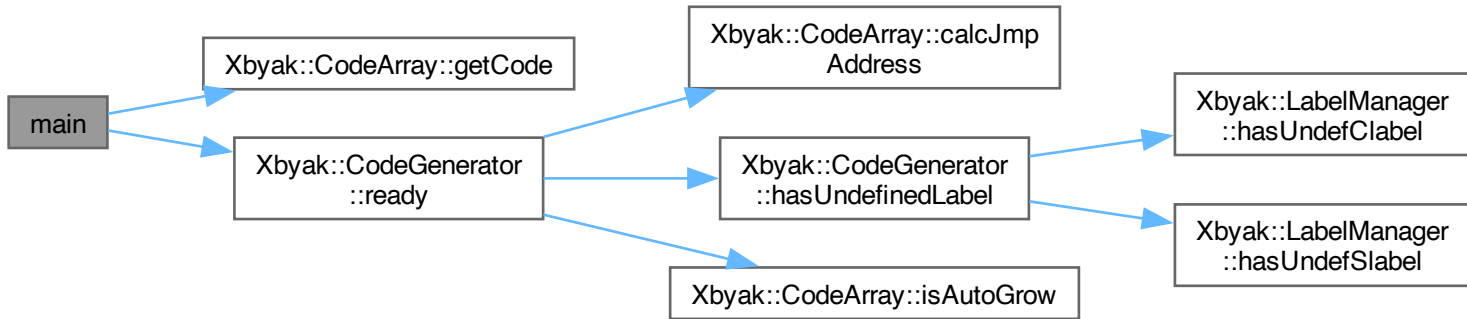 main
Xbyak::CodeArray::getCode
Xbyak::CodeGenerator
::ready
Xbyak::CodeArray::calcJmp
Address
Xbyak::CodeGenerator
::hasUndefinedLabel
Xbyak::CodeArray::isAutoGrow
Xbyak::LabelManager
::hasUndefClabel
Xbyak::LabelManager
::hasUndefSlabel